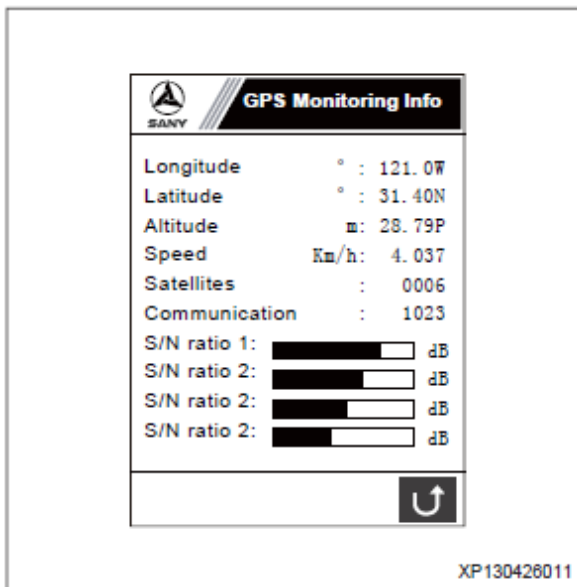 SANY
GPS Monitoring Info
Longitude ° : 121.0W
Latitude ° : 31.40N
Altitude m: 28.79P
Speed Km/h: 4.037
Satellites : 0006
Communication : 1023
S/N ratio 1: dB
S/N ratio 2: dB
S/N ratio 2: dB
S/N ratio 2: dB
XP130426011